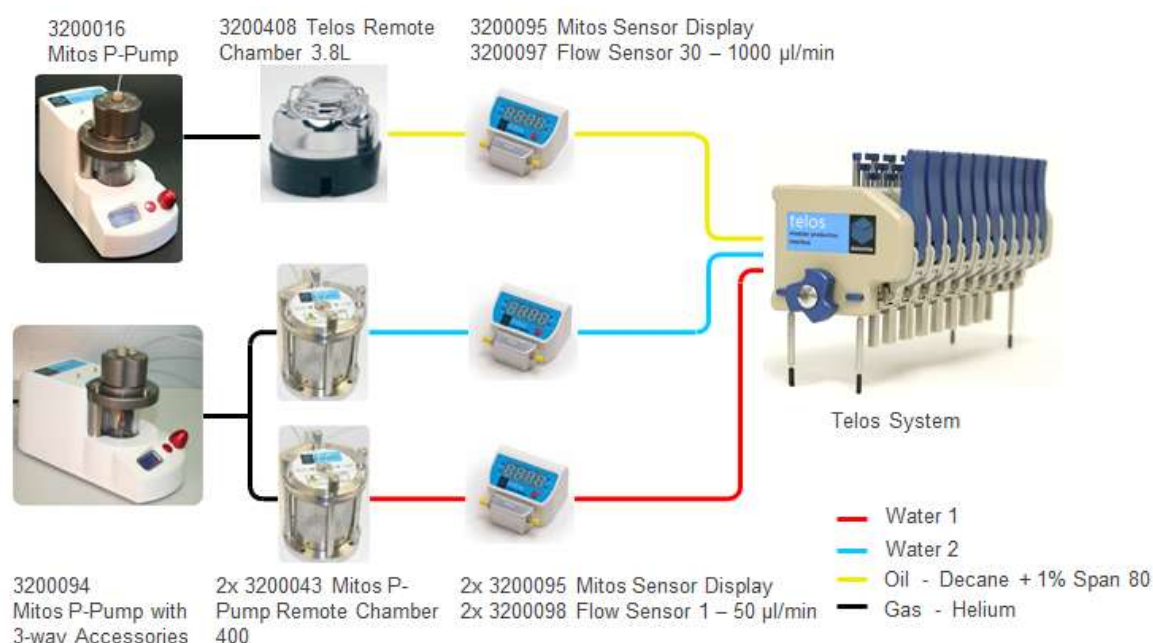 3200016
Mitos P-Pump
3200408 Telos Remote
Chamber 3.8L
3200095 Mitos Sensor Display
3200097 Flow Sensor 30 – 1000 µl/min
telos
Telos System
Water 1
Water 2
Oil - Decane + 1% Span 80
Gas - Helium
3200094
Mitos P-Pump with
3-way Accessories
2x 3200043 Mitos P-
Pump Remote Chamber
400
2x 3200095 Mitos Sensor Display
2x 3200098 Flow Sensor 1 – 50 µl/min